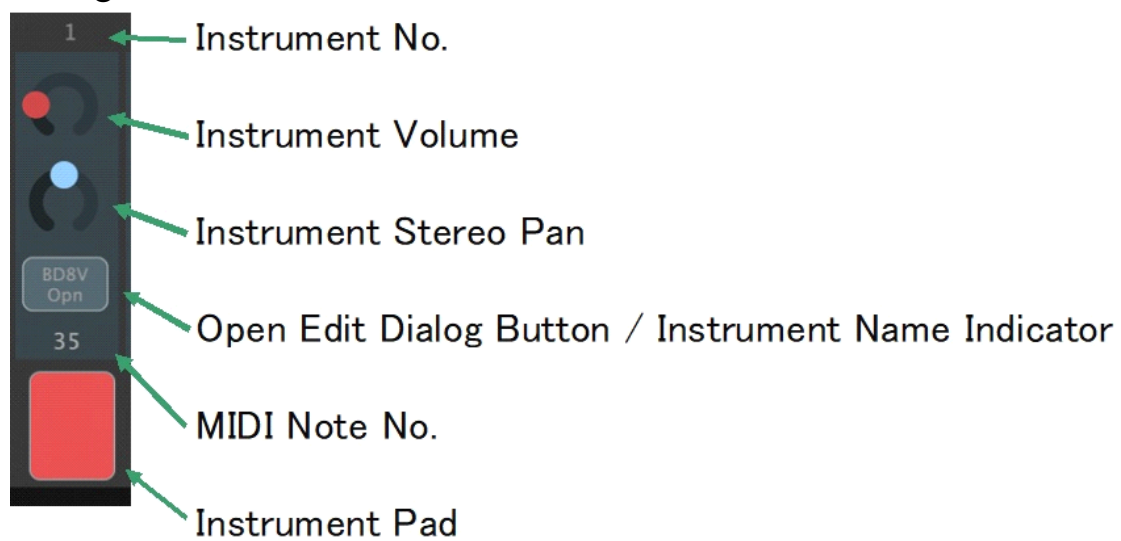 1
Instrument No.
Instrument Volume
Instrument Stereo Pan
BD8V
Opn
Open Edit Dialog Button / Instrument Name Indicator
35
MIDI Note No.
Instrument Pad